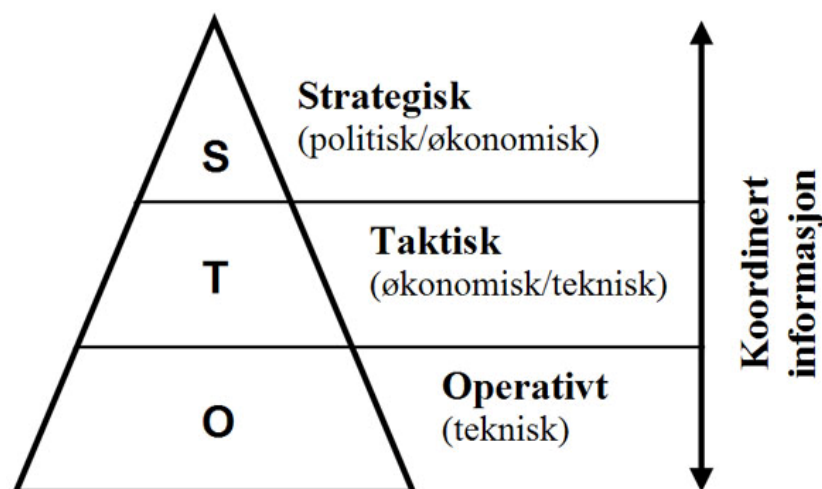 S
Strategisk
(politisk/økonomisk)
T
Taktisk
(økonomisk/teknisk)
O
Operativt
(teknisk)
Koordinert
informasjon